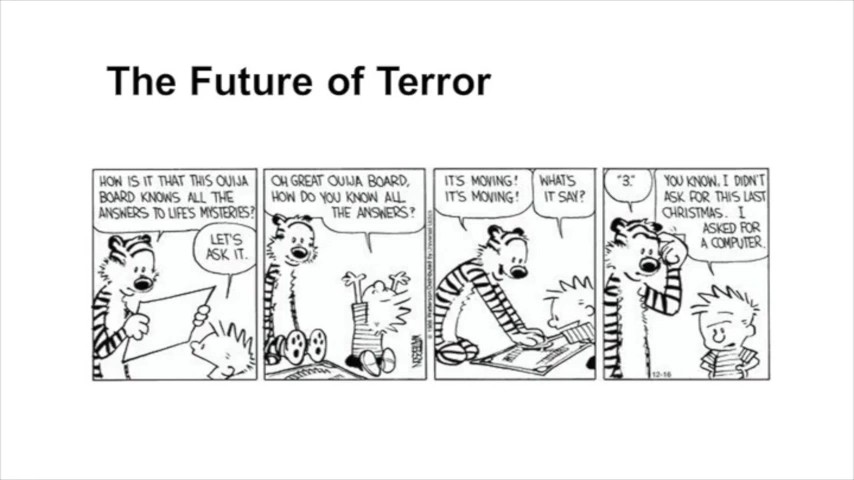 The Future of Terror
HOW IS IT THAT THIS OUIJA
BOARD KNOWS ALL THE
ANSWERS TO LIFE'S MYSTERIES?
LET'S
ASK IT.
OH GREAT OUIJA BOARD,
HOW DO YOU KNOW ALL
THE ANSWERS?
IT'S MOVING!
IT'S MOVING!
WHAT'S
IT SAY?
"3."
YOU KNOW, I DIDN'T
ASK FOR THIS LAST
CHRISTMAS. I
ASKED FOR
A COMPUTER.
12-16